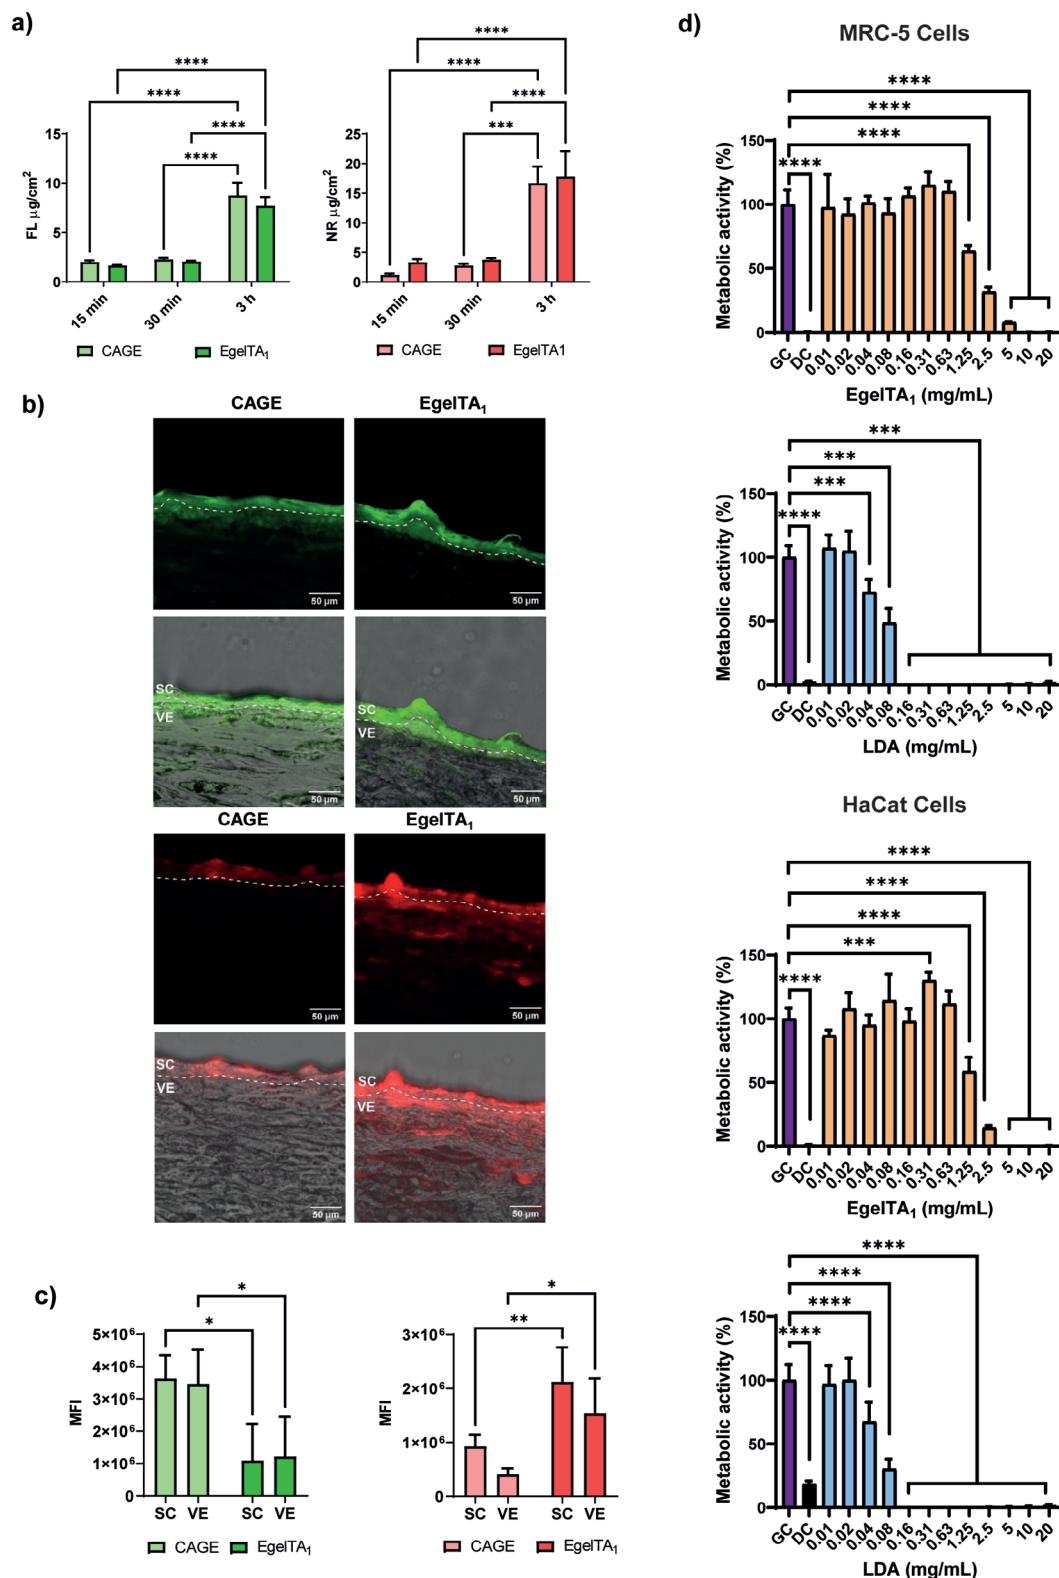 a)
****
****
****
****
15
10
5
0
FL µg/cm²
15 min
30 min
3 h
CAGE
EgelTA₁
****
****
****
***
25
20
15
10
5
0
NR µg/cm²
15 min
30 min
3 h
CAGE
EgelTA1
b)
CAGE
EgelTA₁
50 µm
50 µm
SC
VE
50 µm
SC
VE
50 µm
CAGE
EgelTA₁
50 µm
50 µm
SC
VE
50 µm
SC
VE
50 µm
c)
*
*
5×10⁶
4×10⁶
3×10⁶
2×10⁶
1×10⁶
0
MFI
SC VE SC VE
CAGE
EgelTA₁
*
**
3×10⁶
2×10⁶
1×10⁶
0
MFI
SC VE SC VE
CAGE
EgelTA₁
d)
MRC-5 Cells
****
****
****
****
150
100
50
0
Metabolic activity (%)
GC DC 0.01 0.02 0.04 0.08 0.16 0.31 0.63 1.25 2.5 5 10 20
EgelTA₁ (mg/mL)
***
***
***
****
150
100
50
0
Metabolic activity (%)
GC DC 0.01 0.02 0.04 0.08 0.16 0.31 0.63 1.25 2.5 5 10 20
LDA (mg/mL)
HaCat Cells
****
****
****
***
****
150
100
50
0
Metabolic activity (%)
GC DC 0.01 0.02 0.04 0.08 0.16 0.31 0.63 1.25 2.5 5 10 20
EgelTA₁ (mg/mL)
****
****
****
****
150
100
50
0
Metabolic activity (%)
GC DC 0.01 0.02 0.04 0.08 0.16 0.31 0.63 1.25 2.5 5 10 20
LDA (mg/mL)